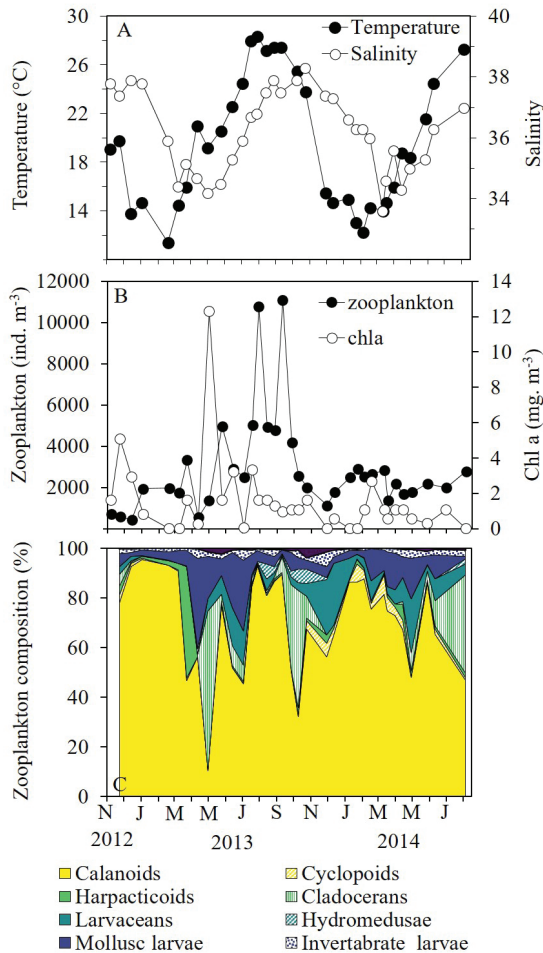 30
40
A
Temperature
Salinity
26
38
22
36
18
34
14
Temperature (°C)
Salinity
12000
14
B
zooplankton
chla
10000
12
10
8000
8
6000
6
4000
4
2000
2
0
Zooplankton (ind. m⁻³)
Chl a (mg. m⁻³)
100
80
60
40
20
0
C
Zooplankton composition (%)
N J M M J S N J M M J
2012 2013 2014
Calanoids Cyclopoids
Harpacticoids Cladocerans
Larvaceans Hydromedusae
Mollusc larvae Invertabrate larvae